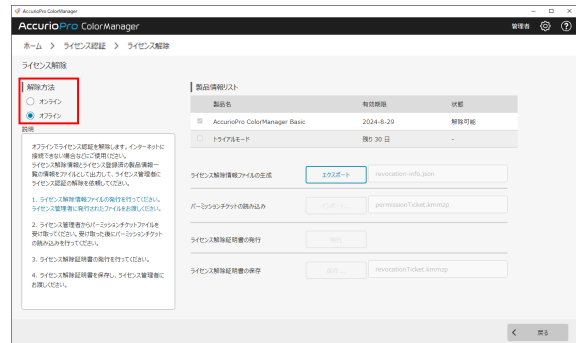 AccurioPro ColorManager
AccurioPro ColorManager
管理者
ホーム > ライセンス認証 > ライセンス解除
ライセンス解除
解除方法
オンライン
オフライン
説明
オフラインでライセンス認証を解除します。インターネットに
接続できない場合などにご使用ください。
ライセンス解除情報とライセンス登録済の製品情報一
覧の情報をファイルとして出力して、ライセンス管理者に
ライセンス認証の解除を依頼してください。
1. ライセンス解除情報ファイルの発行を行ってください。
ライセンス管理者に発行されたファイルをお渡しください。
2. ライセンス管理者からパーミッションチケットファイルを
受け取ってください。受け取った後にパーミッションチケット
の読み込みを行ってください。
3. ライセンス解除証明書の発行を行ってください。
4. ライセンス解除証明書を保存し、ライセンス管理者に
お渡しください。
製品情報リスト
製品名 有効期限 状態
AccurioPro ColorManager Basic 2024-8-29 解除可能
トライアルモード 残り 30 日 -
ライセンス解除情報ファイルの生成 エクスポート revocation-info.json
パーミッションチケットの読み込み インポート... permissionTicket.kmmzp
ライセンス解除証明書の発行 発行
ライセンス解除証明書の保存 保存... revocationTicket.kmmzp
< 戻る